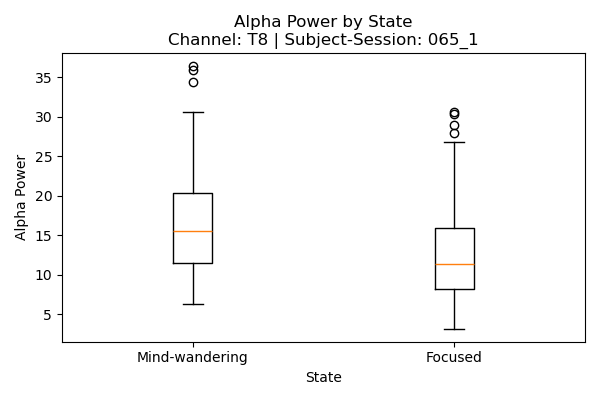 Alpha Power by State
Channel: T8 | Subject-Session: 065_1
Alpha Power
35
30
25
20
15
10
5
Mind-wandering
Focused
State